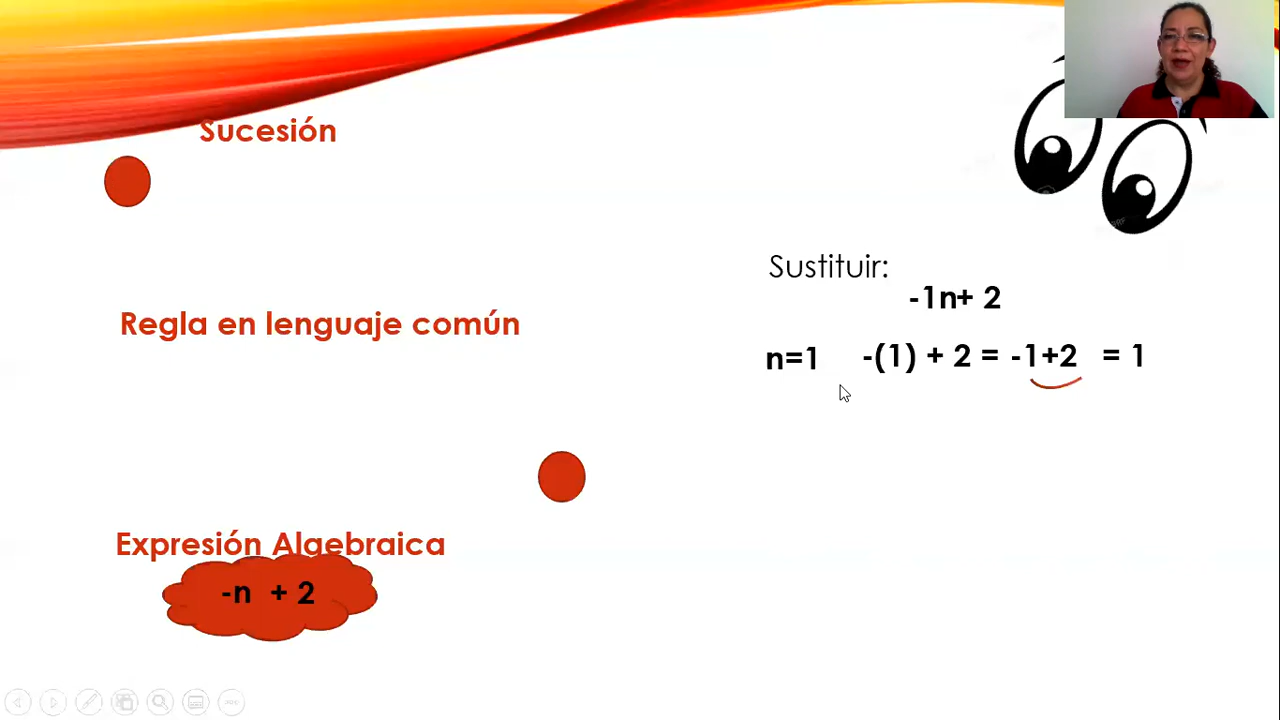 Sucesión
Regla en lenguaje común
Expresión Algebraica
-n + 2
Sustituir:
-1n+ 2
n=1 -(1) + 2 = -1+2 = 1